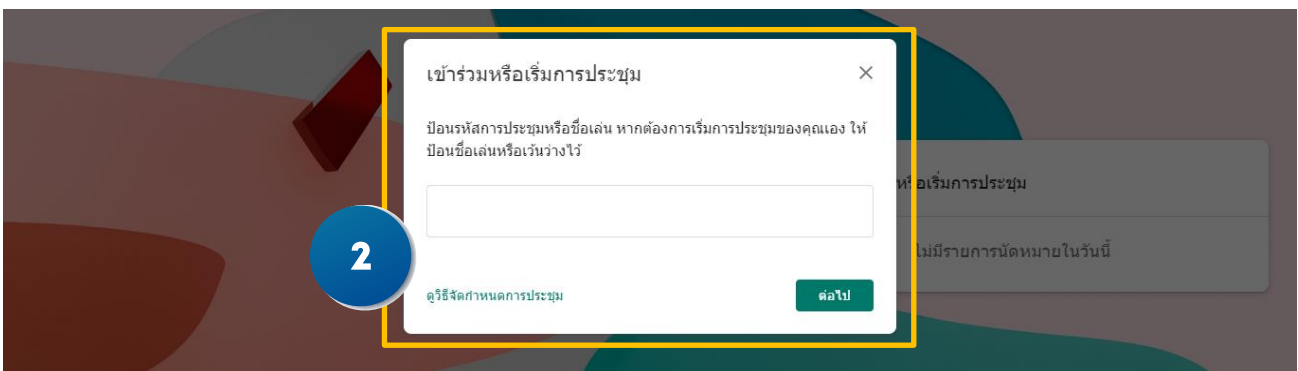 เข้าร่วมหรือเริ่มการประชุม
ป้อนรหัสการประชุมหรือชื่อเล่น หากต้องการเริ่มการประชุมของคุณเอง ให้
ป้อนชื่อเล่นหรือเว้นว่างไว้
หรือเริ่มการประชุม
ไม่มีรายการนัดหมายในวันนี้
2
ดูวิธีจัดกำหนดการประชุม
ต่อไป